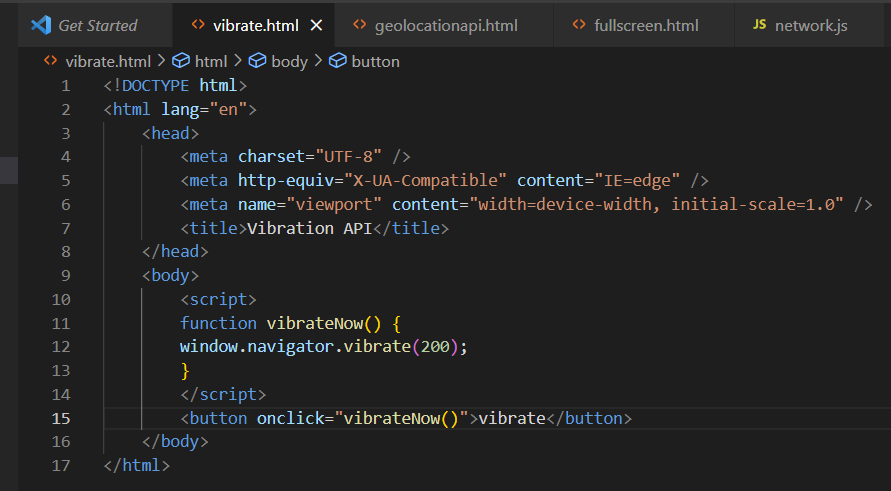 Get Started vibrate.html geolocationapi.html fullscreen.html JS network.js
vibrate.html > html > body > button
1 <!DOCTYPE html>
2 <html lang="en">
3 <head>
4 <meta charset="UTF-8" />
5 <meta http-equiv="X-UA-Compatible" content="IE=edge" />
6 <meta name="viewport" content="width=device-width, initial-scale=1.0" />
7 <title>Vibration API</title>
8 </head>
9 <body>
10 <script>
11 function vibrateNow() {
12 window.navigator.vibrate(200);
13 }
14 </script>
15 <button onclick="vibrateNow()">vibrate</button>
16 </body>
17 </html>